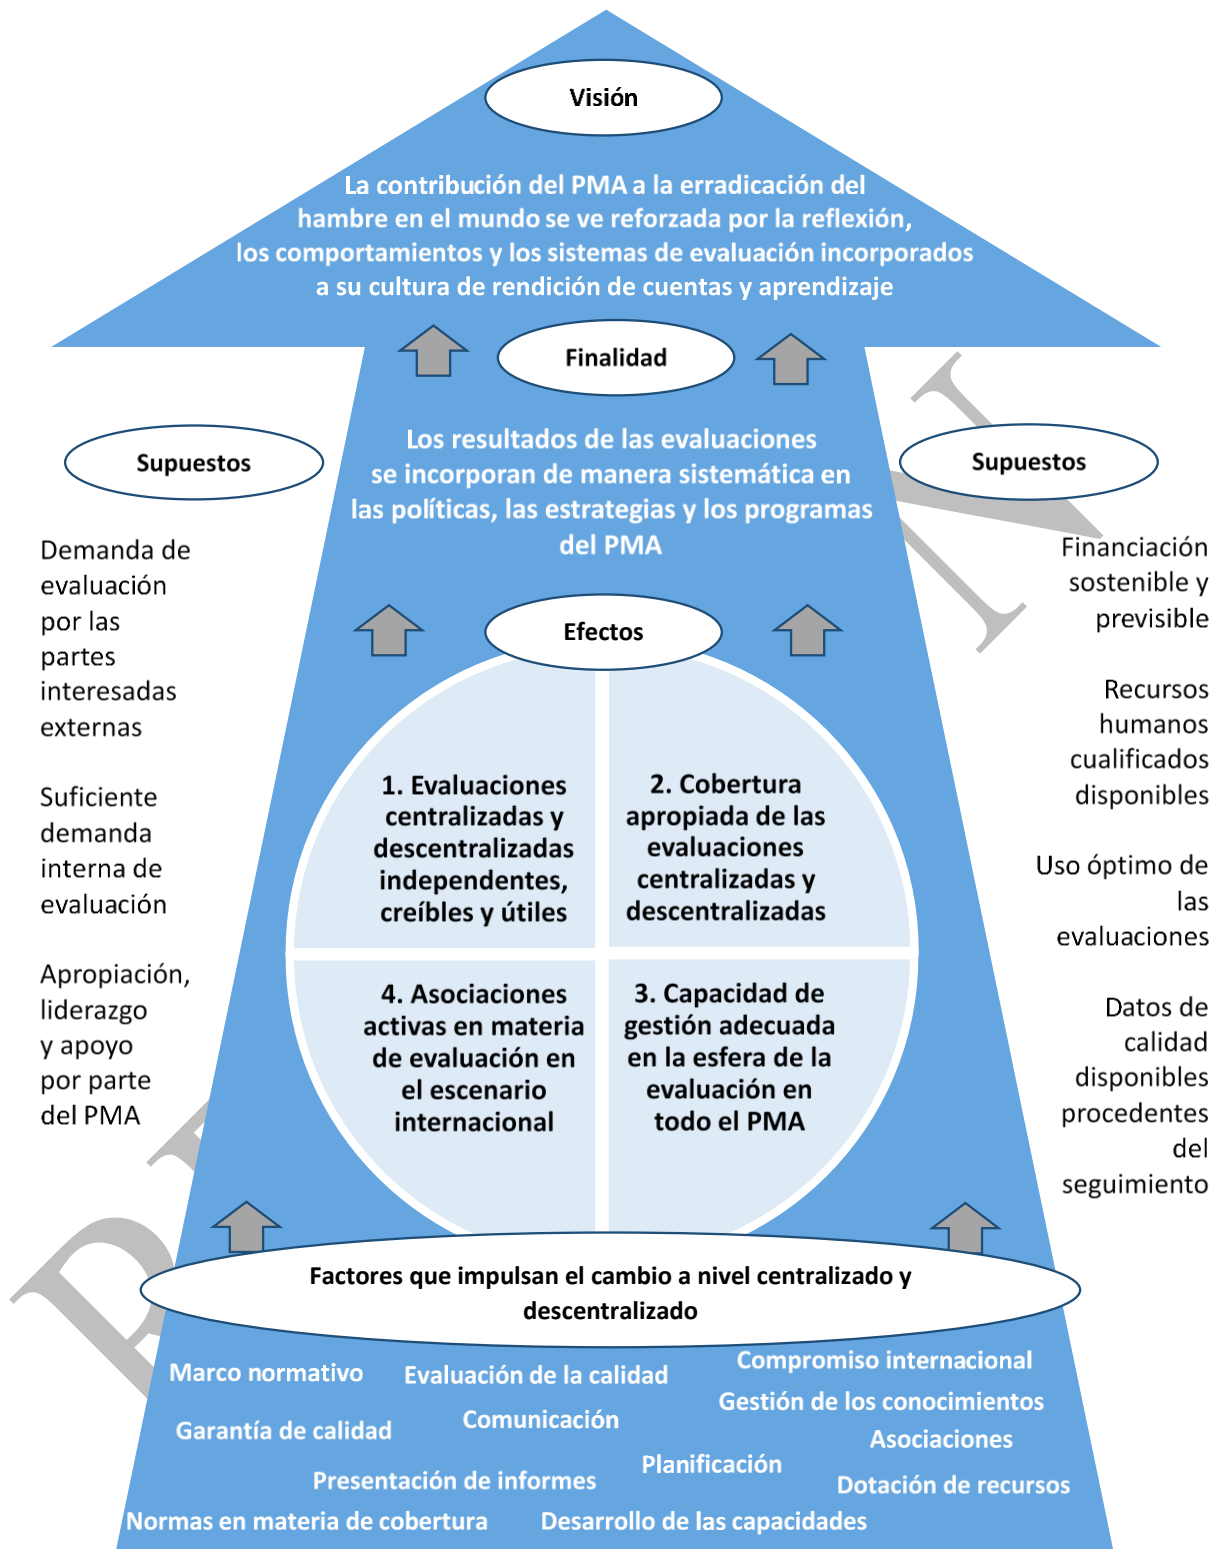 Visión
La contribución del PMA a la erradicación del
hambre en el mundo se ve reforzada por la reflexión,
los comportamientos y los sistemas de evaluación incorporados
a su cultura de rendición de cuentas y aprendizaje
Finalidad
Los resultados de las evaluaciones
se incorporan de manera sistemática en
las políticas, las estrategias y los programas
del PMA
Supuestos
Demanda de
evaluación
por las
partes
interesadas
externas
Suficiente
demanda
interna de
evaluación
Apropiación,
liderazgo
y apoyo
por parte
del PMA
Supuestos
Financiación
sostenible y
previsible
Recursos
humanos
cualificados
disponibles
Uso óptimo de
las
evaluaciones
Datos de
calidad
disponibles
procedentes
del
seguimiento
Efectos
1. Evaluaciones
centralizadas y
descentralizadas
independentes,
creíbles y útiles
2. Cobertura
apropiada de las
evaluaciones
centralizadas y
descentralizadas
4. Asociaciones
activas en materia
de evaluación en
el escenario
internacional
3. Capacidad de
gestión adecuada
en la esfera de la
evaluación en
todo el PMA
Factores que impulsan el cambio a nivel centralizado y
descentralizado
Marco normativo
Evaluación de la calidad
Compromiso internacional
Gestión de los conocimientos
Garantía de calidad
Comunicación
Asociaciones
Planificación
Presentación de informes
Dotación de recursos
Normas en materia de cobertura
Desarrollo de las capacidades